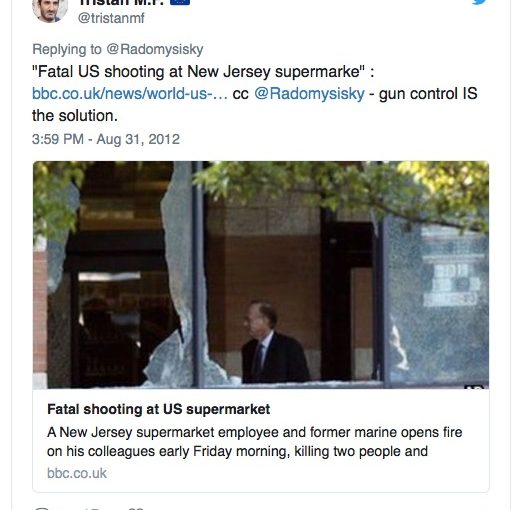 Tristan M.F.
@tristanmf
Replying to @Radomysisky
"Fatal US shooting at New Jersey supermarke" :
bbc.co.uk/news/world-us-… cc @Radomysisky - gun control IS
the solution.
3:59 PM - Aug 31, 2012
Fatal shooting at US supermarket
A New Jersey supermarket employee and former marine opens fire
on his colleagues early Friday morning, killing two people and
bbc.co.uk